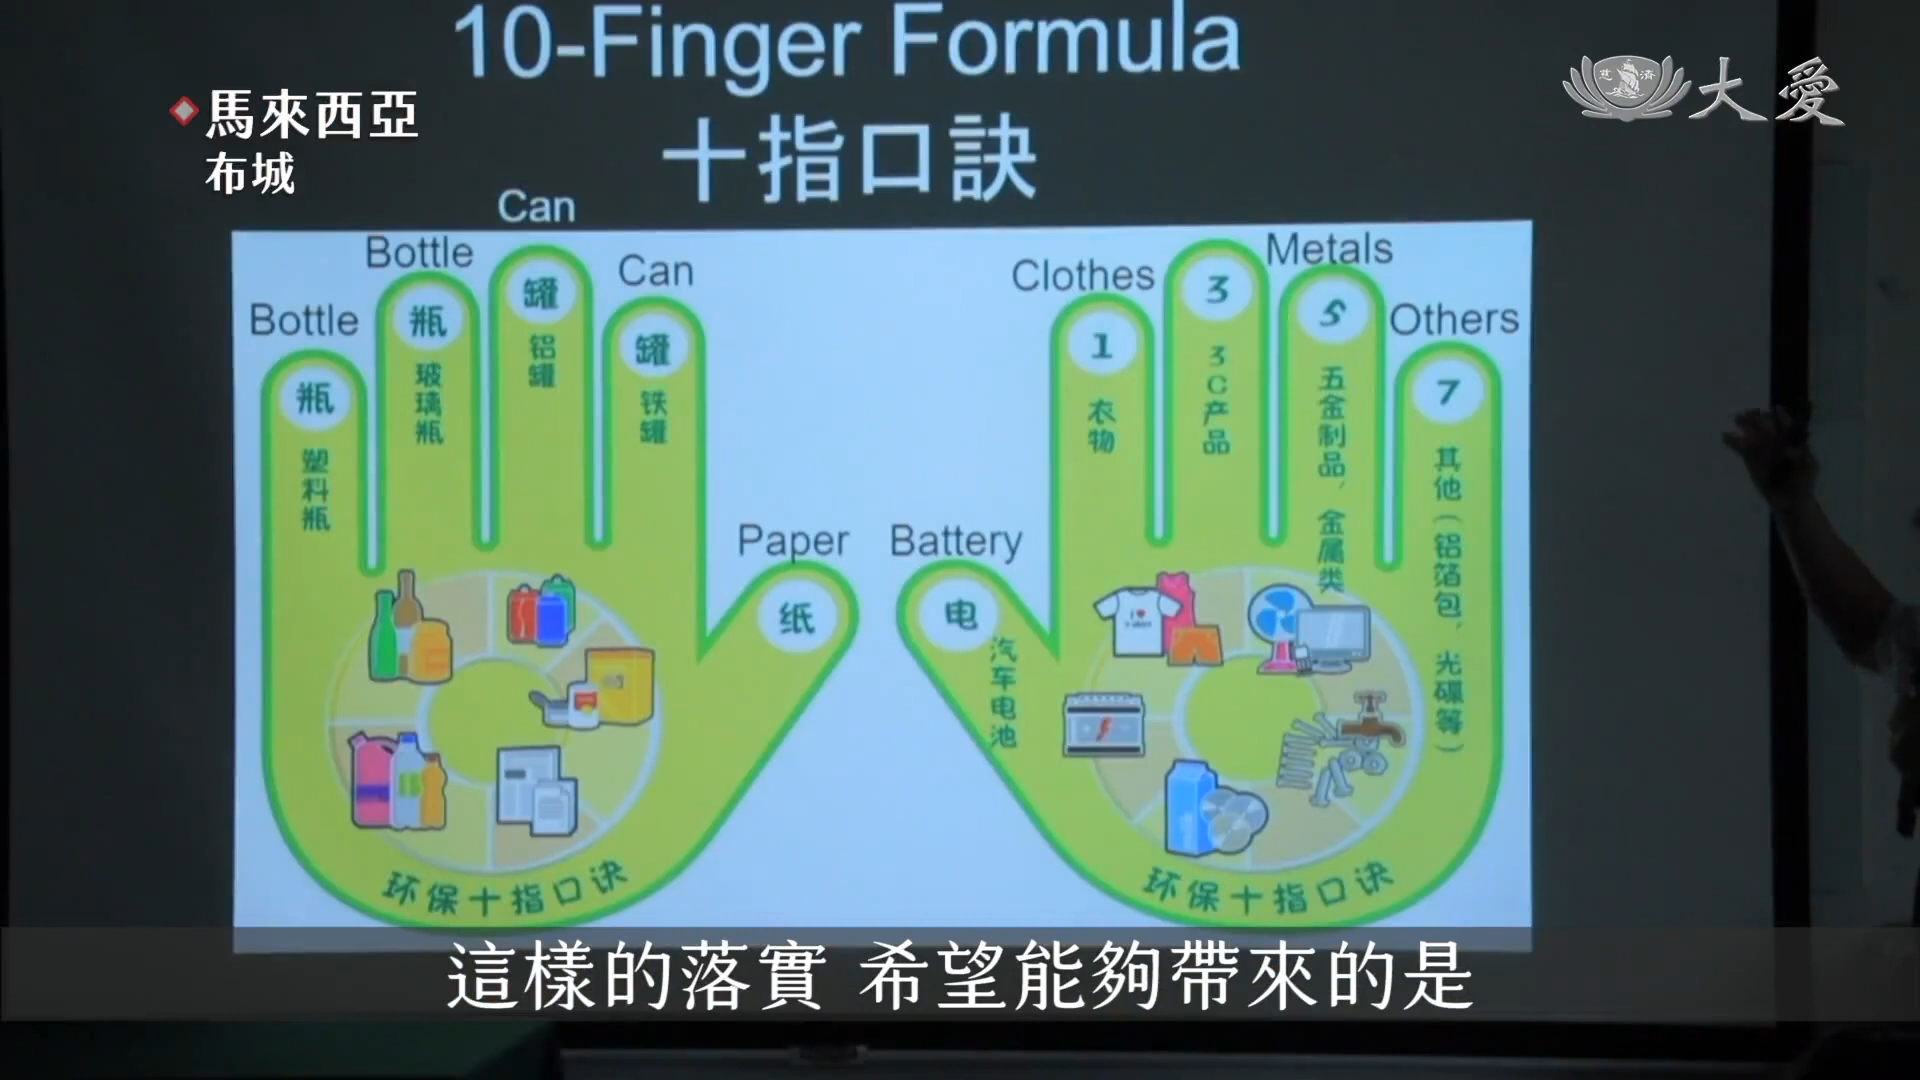 10-Finger Formula
十指口訣
馬來西亞
布城
慈 濟
大愛
Bottle
瓶
塑料瓶
Bottle
瓶
玻璃瓶
Can
罐
铝罐
Can
罐
铁罐
Paper
纸
环保十指口诀
Battery
电
汽车电池
Clothes
1
衣物
3
3C产品
Metals
5
五金制品，金属类
Others
7
其他（铝箔包，光碟等）
环保十指口诀
這樣的落實 希望能夠帶來的是